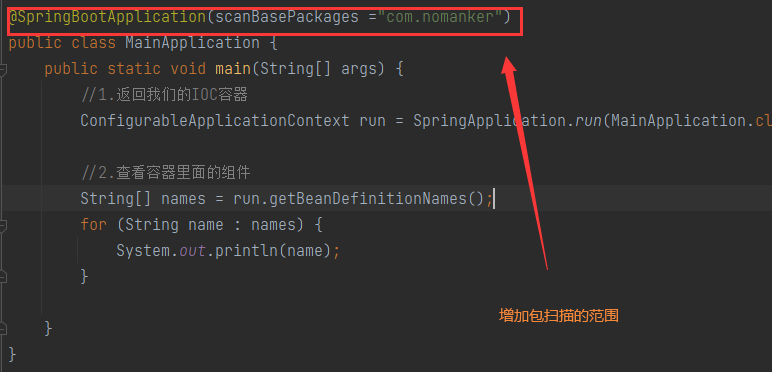 @SpringBootApplication(scanBasePackages ="com.nomanker")
public class MainApplication {
public static void main(String[] args) {
//1.返回我们的IOC容器
ConfigurableApplicationContext run = SpringApplication.run(MainApplication.cl
//2.查看容器里面的组件
String[] names = run.getBeanDefinitionNames();
for (String name : names) {
System.out.println(name);
}
增加包扫描的范围
}
}